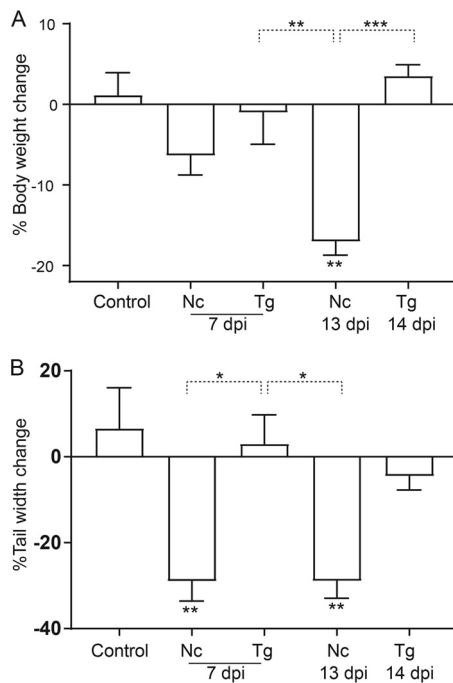 A
** ***
10
0
-10
-20
% Body weight change
**
Control Nc Tg Nc Tg
7 dpi 13 dpi 14 dpi
B
* *
20
0
-20
-40
%Tail width change
** **
Control Nc Tg Nc Tg
7 dpi 13 dpi 14 dpi